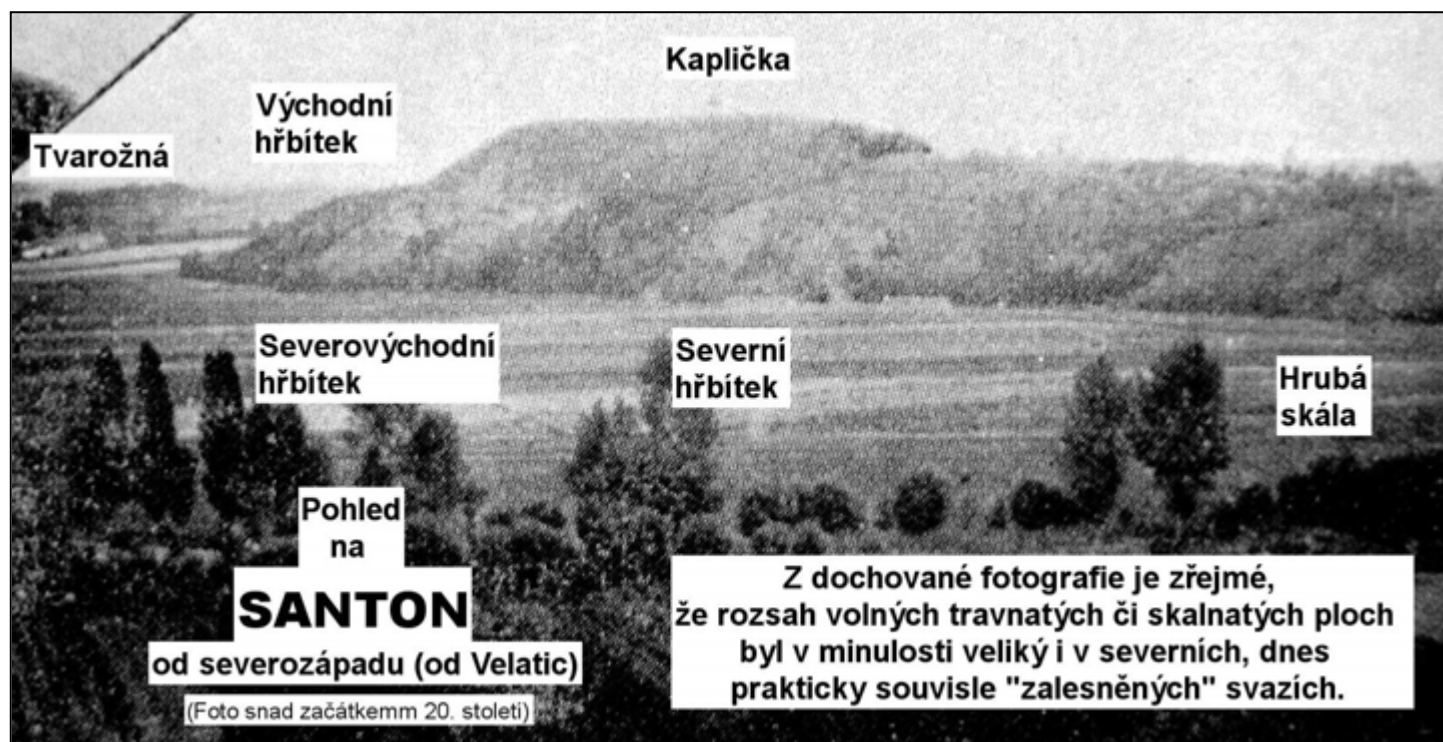 Kaplička
Východní
hřbítek
Tvarožná
Severovýchodní
hřbítek
Severní
hřbítek
Hrubá
skála
Pohled
na
SANTON
od severozápadu (od Velatic)
(Foto snad začátkemm 20. století)
Z dochované fotografie je zřejmé,
že rozsah volných travnatých či skalnatých ploch
byl v minulosti veliký i v severních, dnes
prakticky souvisle "zalesněných" svazích.